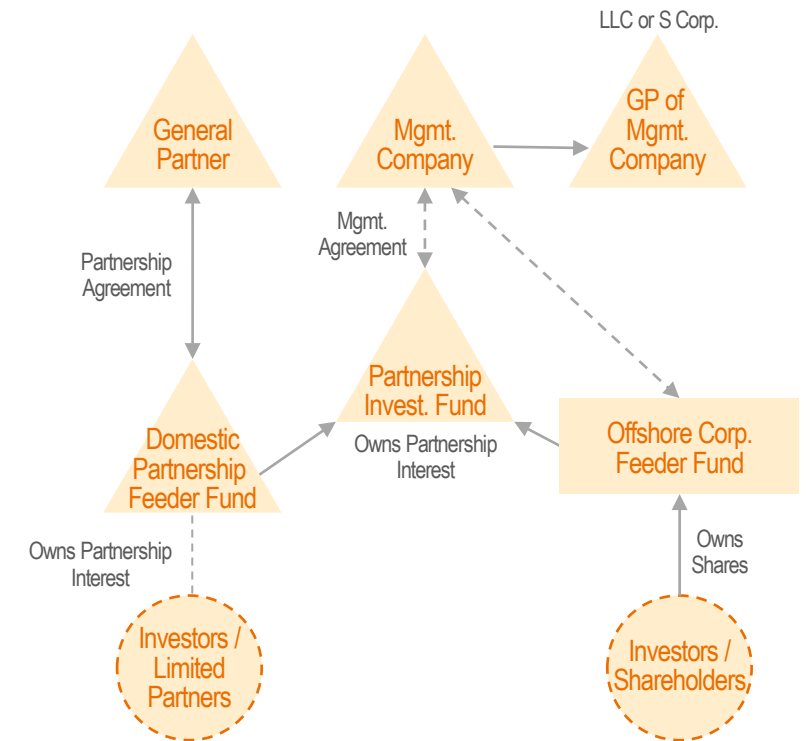 LLC or S Corp.
General
Partner
Mgmt.
Company
GP of
Mgmt.
Company
Mgmt.
Agreement
Partnership
Agreement
Partnership
Invest. Fund
Domestic
Partnership
Feeder Fund
Owns Partnership
Interest
Offshore Corp.
Feeder Fund
Owns Partnership
Interest
Owns
Shares
Investors /
Limited
Partners
Investors /
Shareholders